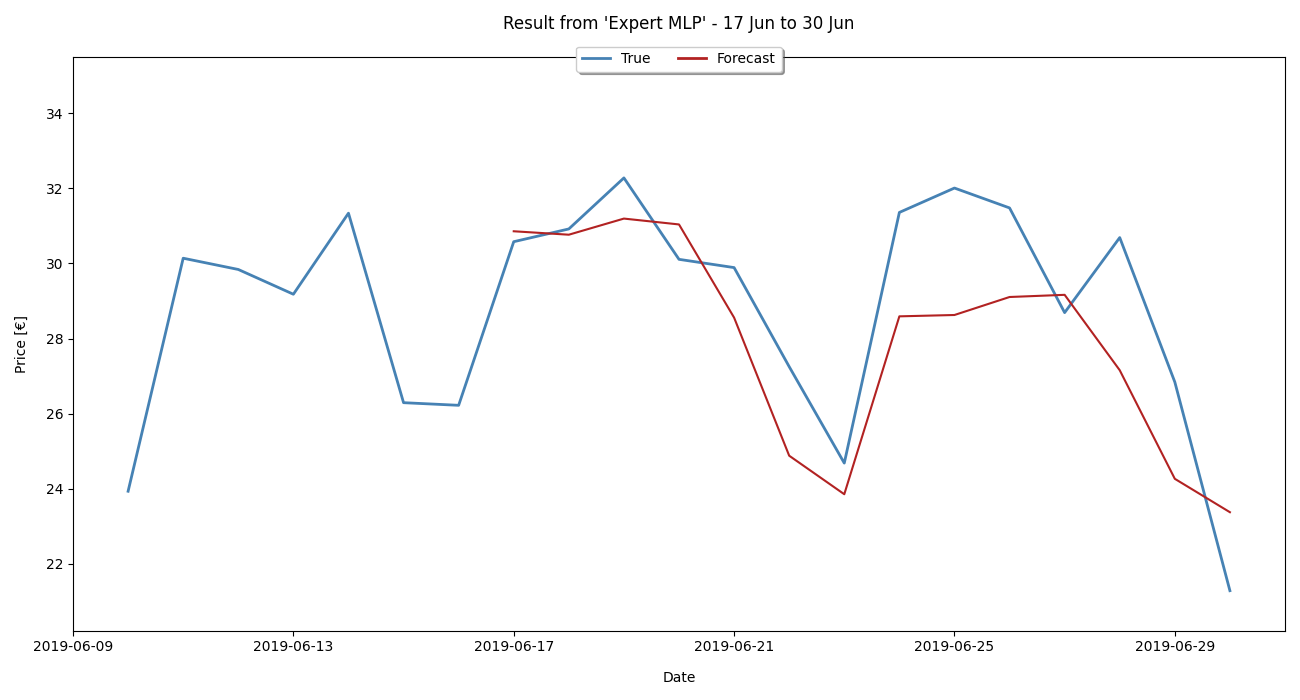 Result from 'Expert MLP' - 17 Jun to 30 Jun
True Forecast
34
32
30
28
26
24
22
Price [€]
2019-06-09 2019-06-13 2019-06-17 2019-06-21 2019-06-25 2019-06-29
Date